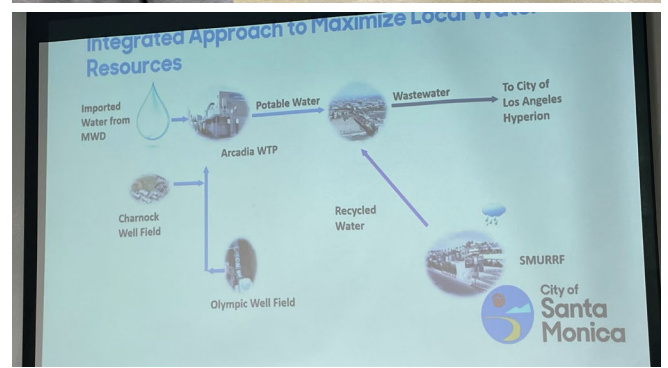 Integrated Approach to Maximize Local Water
Resources
Imported
Water from
MWD
Potable Water
Wastewater
To City of
Los Angeles
Hyperion
Arcadia WTP
Charnock
Well Field
Recycled
Water
Olympic Well Field
SMURRF
City of
Santa
Monica